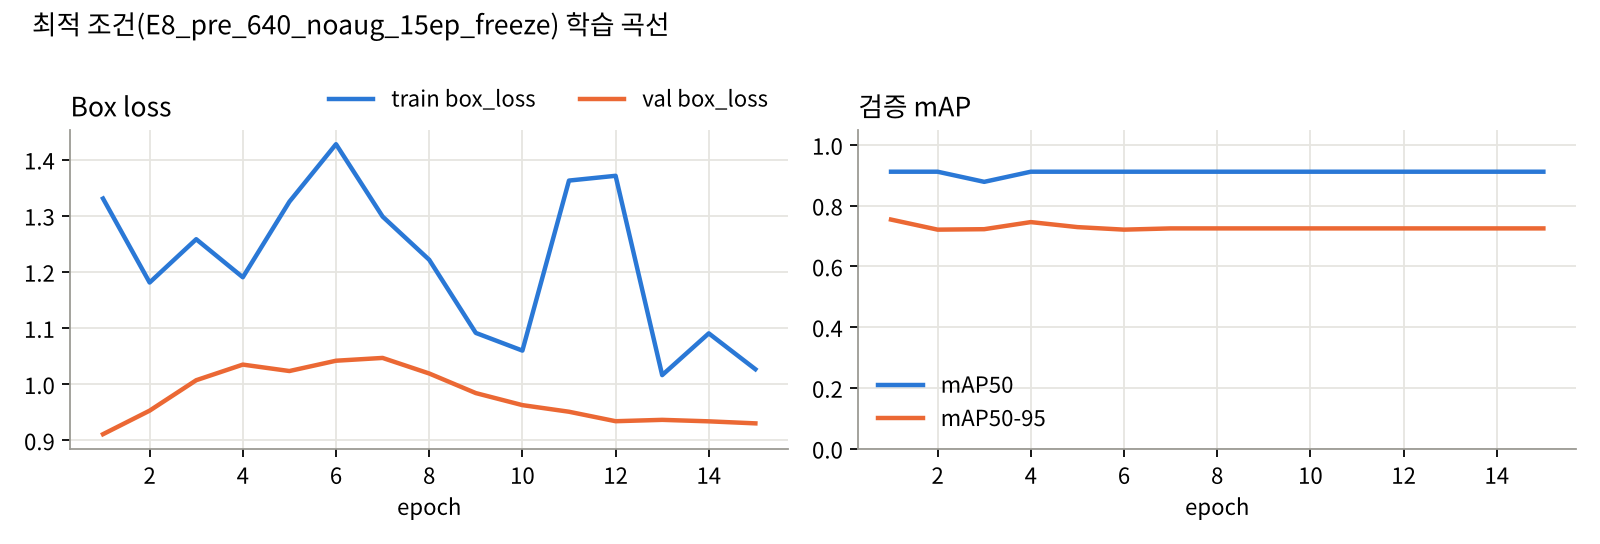 최적 조건(E8_pre_640_noaug_15ep_freeze) 학습 곡선
Box loss
train box_loss
val box_loss
1.4
1.3
1.2
1.1
1.0
0.9
2 4 6 8 10 12 14
epoch
검증 mAP
1.0
0.8
0.6
0.4
0.2
0.0
mAP50
mAP50-95
2 4 6 8 10 12 14
epoch